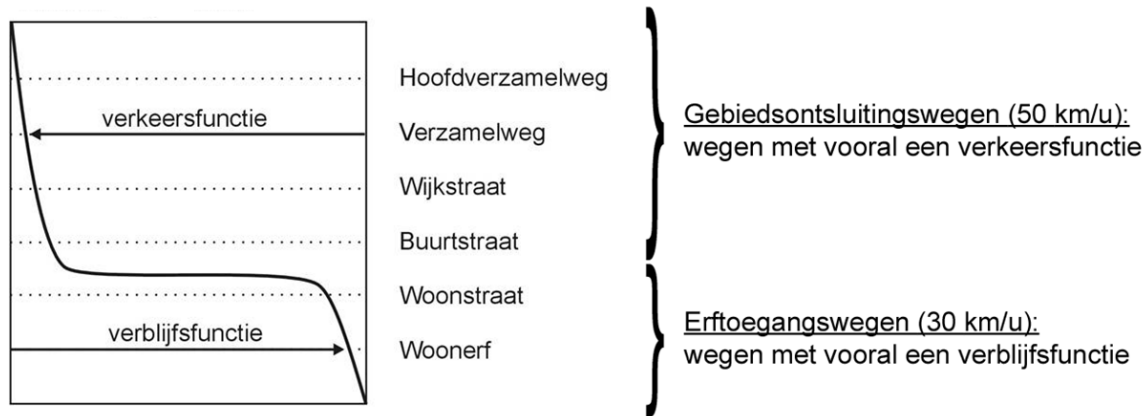 Hoofdverzamelweg
verkeersfunctie
Verzamelweg
Wijkstraat
Buurtstraat
Woonstraat
verblijfsfunctie
Woonerf
Gebiedsontsluitingswegen (50 km/u):
wegen met vooral een verkeersfunctie
Erftoegangswegen (30 km/u):
wegen met vooral een verblijfsfunctie